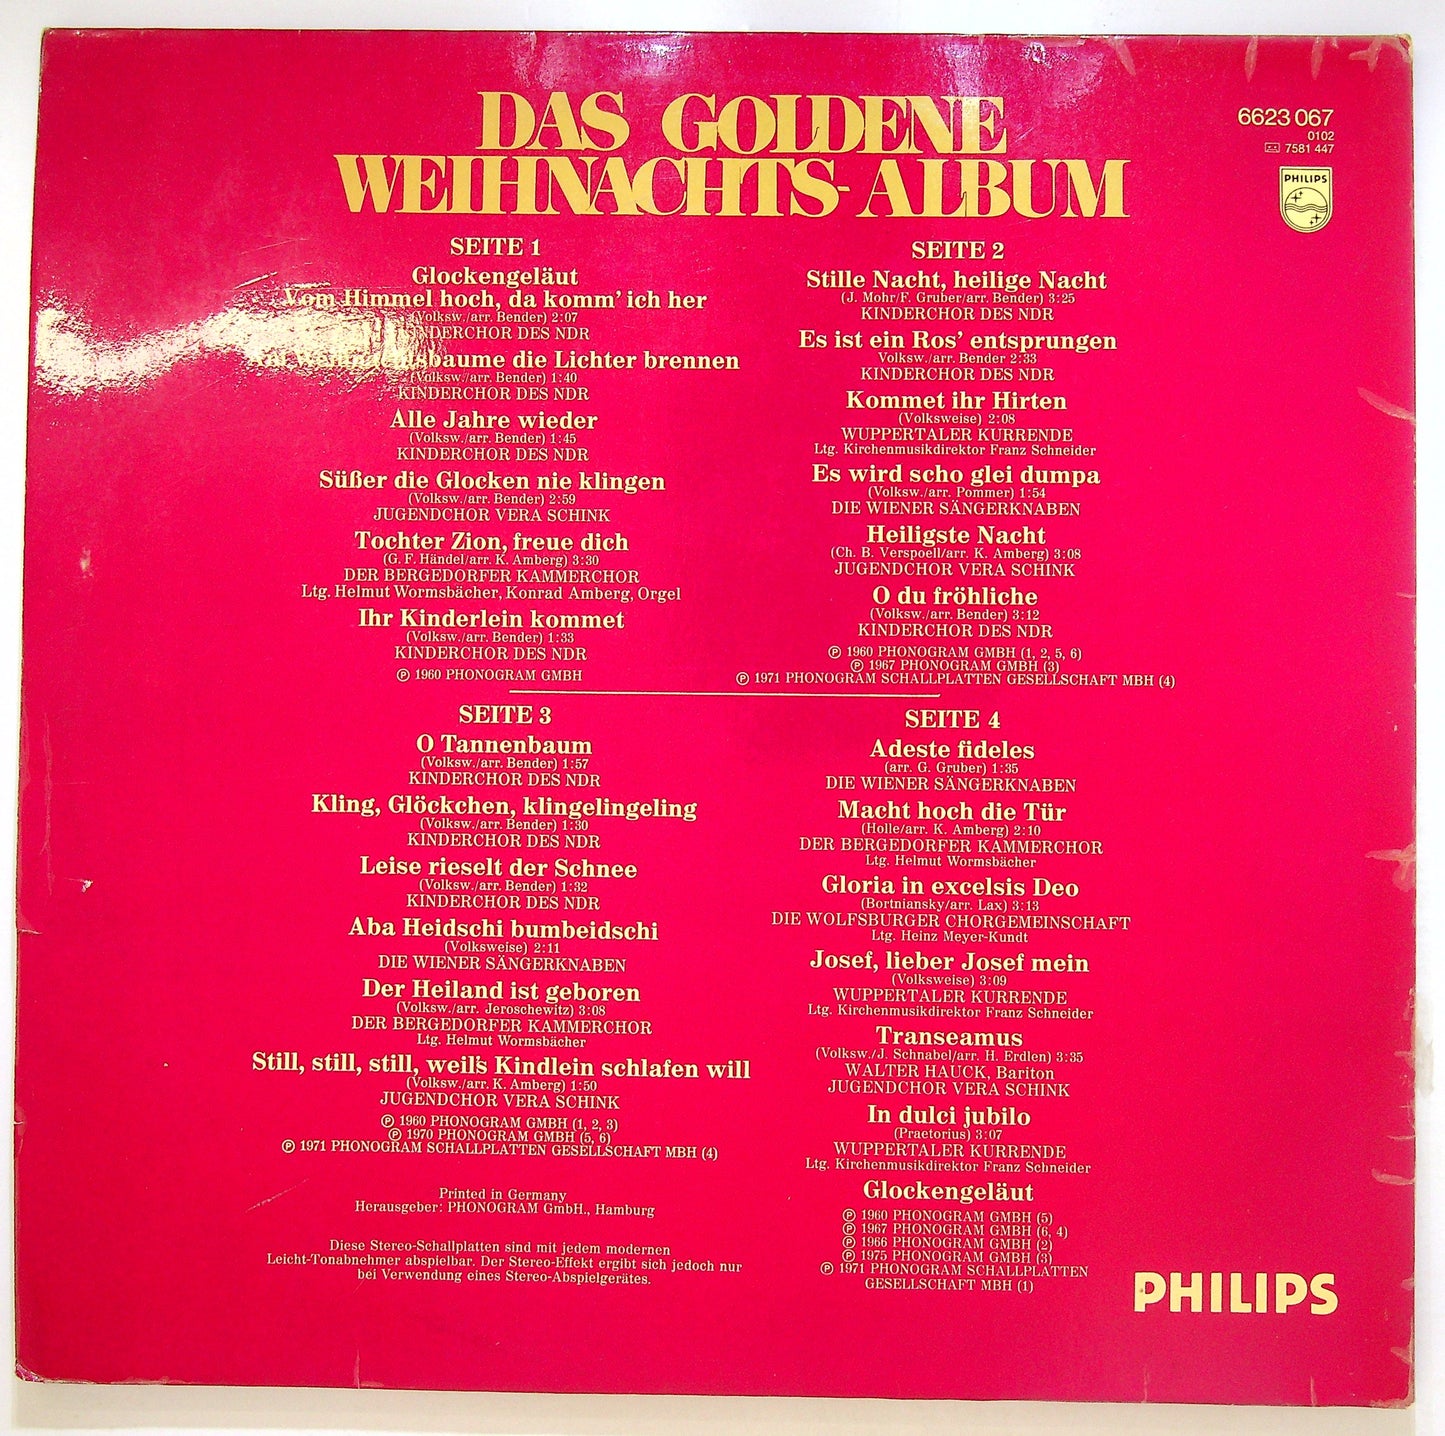 DAS GOLDENE
WEIHNACHTS-ALBUM
6623 067
0102
7581 447
PHILIPS
SEITE 1
Glockengeläut
Vom Himmel hoch, da komm' ich her
(Volksw./arr. Bender) 2:07
KINDERCHOR DES NDR
die Lichter brennen
(Volksw./arr. Bender) 1:40
KINDERCHOR DES NDR
Alle Jahre wieder
(Volksw./arr. Bender) 1:45
KINDERCHOR DES NDR
Süßer die Glocken nie klingen
(Volksw./arr. Bender) 2:59
JUGENDCHOR VERA SCHINK
Tochter Zion, freue dich
(G. F. Händel/arr. K. Amberg) 3:30
DER BERGEDORFER KAMMERCHOR
Ltg. Helmut Wormsbächer, Konrad Amberg, Orgel
Ihr Kinderlein kommet
(Volksw./arr. Bender) 1:33
KINDERCHOR DES NDR
Ⓟ 1960 PHONOGRAM GMBH
SEITE 2
Stille Nacht, heilige Nacht
(J. Mohr/F. Gruber/arr. Bender) 3:25
KINDERCHOR DES NDR
Es ist ein Ros' entsprungen
Volksw./arr. Bender 2:33
KINDERCHOR DES NDR
Kommet ihr Hirten
(Volksweise) 2:08
WUPPERTALER KURRENDE
Ltg. Kirchenmusikdirektor Franz Schneider
Es wird scho glei dumpa
(Volksw./arr. Pommer) 1:54
DIE WIENER SÄNGERKNABEN
Heiligste Nacht
(Ch. B. Verspoell/arr. K. Amberg) 3:08
JUGENDCHOR VERA SCHINK
O du fröhliche
(Volksw./arr. Bender) 3:12
KINDERCHOR DES NDR
Ⓟ 1960 PHONOGRAM GMBH (1, 2, 5, 6)
Ⓟ 1967 PHONOGRAM GMBH (3)
Ⓟ 1971 PHONOGRAM SCHALLPLATTEN GESELLSCHAFT MBH (4)
SEITE 3
O Tannenbaum
(Volksw./arr. Bender) 1:57
KINDERCHOR DES NDR
Kling, Glöckchen, klingelingeling
(Volksw./arr. Bender) 1:30
KINDERCHOR DES NDR
Leise rieselt der Schnee
(Volksw./arr. Bender) 1:32
KINDERCHOR DES NDR
Aba Heidschi bumbeidschi
(Volksweise) 2:11
DIE WIENER SÄNGERKNABEN
Der Heiland ist geboren
(Volksw./arr. Jeroschewitz) 3:08
DER BERGEDORFER KAMMERCHOR
Ltg. Helmut Wormsbächer
Still, still, still, weil's Kindlein schlafen will
(Volksw./arr. K. Amberg) 1:50
JUGENDCHOR VERA SCHINK
Ⓟ 1960 PHONOGRAM GMBH (1, 2, 3)
Ⓟ 1970 PHONOGRAM GMBH (5, 6)
Ⓟ 1971 PHONOGRAM SCHALLPLATTEN GESELLSCHAFT MBH (4)
Printed in Germany
Herausgeber: PHONOGRAM GmbH., Hamburg
Diese Stereo-Schallplatten sind mit jedem modernen
Leicht-Tonabnehmer abspielbar. Der Stereo-Effekt ergibt sich jedoch nur
bei Verwendung eines Stereo-Abspielgerätes.
SEITE 4
Adeste fideles
(arr. G. Gruber) 1:35
DIE WIENER SÄNGERKNABEN
Macht hoch die Tür
(Holle/arr. K. Amberg) 2:10
DER BERGEDORFER KAMMERCHOR
Ltg. Helmut Wormsbächer
Gloria in excelsis Deo
(Bortniansky/arr. Lax) 3:13
DIE WOLFSBURGER CHORGEMEINSCHAFT
Ltg. Heinz Meyer-Kundt
Josef, lieber Josef mein
(Volksweise) 3:09
WUPPERTALER KURRENDE
Ltg. Kirchenmusikdirektor Franz Schneider
Transeamus
(Volksw./J. Schnabel/arr. H. Erdlen) 3:35
WALTER HAUCK, Bariton
JUGENDCHOR VERA SCHINK
In dulci jubilo
(Praetorius) 3:07
WUPPERTALER KURRENDE
Ltg. Kirchenmusikdirektor Franz Schneider
Glockengeläut
Ⓟ 1960 PHONOGRAM GMBH (5)
Ⓟ 1967 PHONOGRAM GMBH (6, 4)
Ⓟ 1966 PHONOGRAM GMBH (2)
Ⓟ 1975 PHONOGRAM GMBH (3)
Ⓟ 1971 PHONOGRAM SCHALLPLATTEN
GESELLSCHAFT MBH (1)
PHILIPS